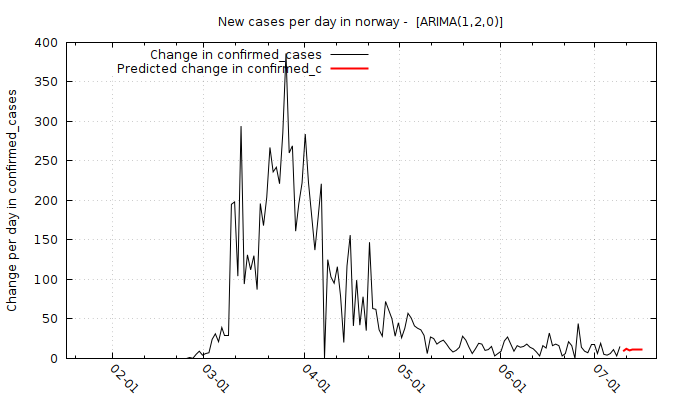 New cases per day in norway -  [ARIMA(1,2,0)]
Change per day in confirmed_cases
Change in confirmed_cases
Predicted change in confirmed_c
400
350
300
250
200
150
100
50
0
02-01 03-01 04-01 05-01 06-01 07-01